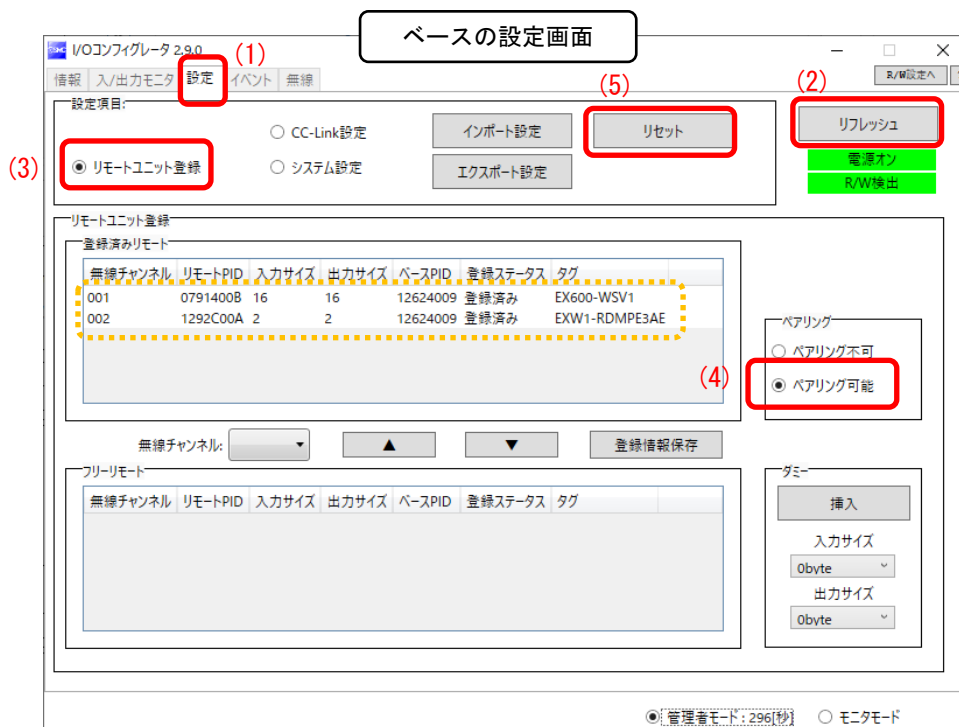 ベースの設定画面
I/Oコンフィグレータ 2.9.0
(1)
情報 入/出力モニタ 設定 イベント 無線
R/W設定へ
(5)
(2)
設定項目:
CC-Link設定
インポート設定
リセット
リフレッシュ
(3)
リモートユニット登録
システム設定
エクスポート設定
電源オン
R/W検出
リモートユニット登録
登録済みリモート
無線チャンネル リモートPID 入力サイズ 出力サイズ ベースPID 登録ステータス タグ
001 0791400B 16 16 12624009 登録済み EX600-WSV1
002 1292C00A 2 2 12624009 登録済み EXW1-RDMPE3AE
ペアリング
ペアリング不可
(4)
ペアリング可能
無線チャンネル:
▲
▼
登録情報保存
フリーリモート
無線チャンネル リモートPID 入力サイズ 出力サイズ ベースPID 登録ステータス タグ
ダミー
挿入
入力サイズ
0byte
出力サイズ
0byte
管理者モード : 296[秒]
モニタモード